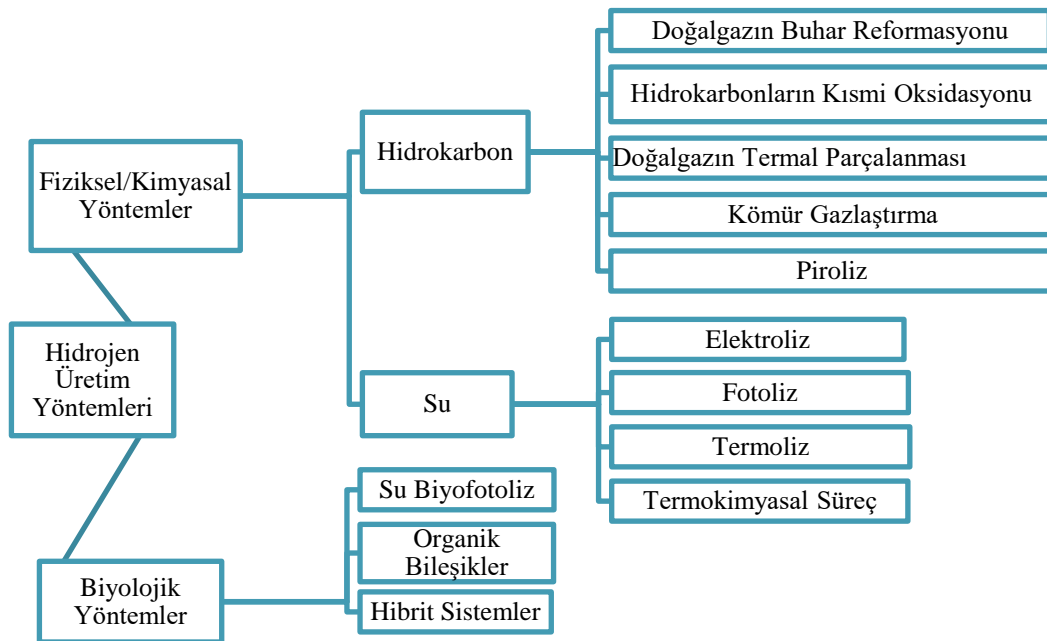 Hidrojen
Üretim
Yöntemleri
Fiziksel/Kimyasal
Yöntemler
Hidrokarbon
Doğalgazın Buhar Reformasyonu
Hidrokarbonların Kısmi Oksidasyonu
Doğalgazın Termal Parçalanması
Kömür Gazlaştırma
Piroliz
Su
Elektroliz
Fotoliz
Termoliz
Termokimyasal Süreç
Biyolojik
Yöntemler
Su Biyofotoliz
Organik
Bileşikler
Hibrit Sistemler